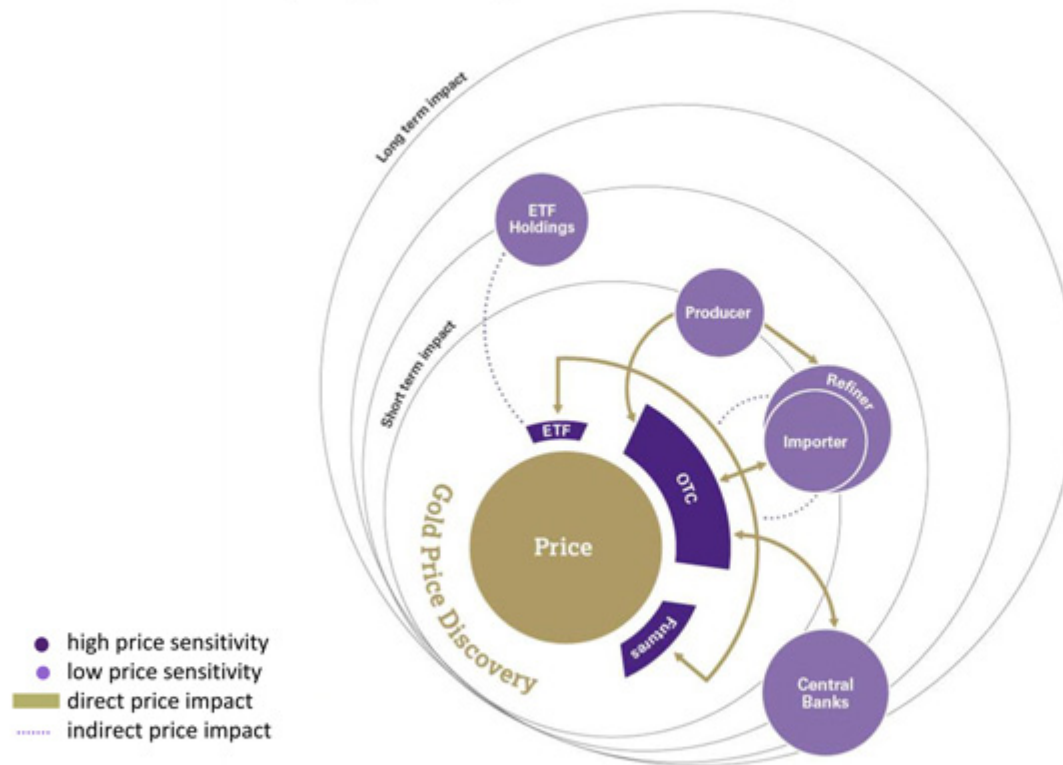 Long term impact
ETF
Holdings
Producer
Short term impact
Refiner
Importer
ETF
OTC
Price
Gold Price Discovery
Futures
Central
Banks
high price sensitivity
low price sensitivity
direct price impact
indirect price impact